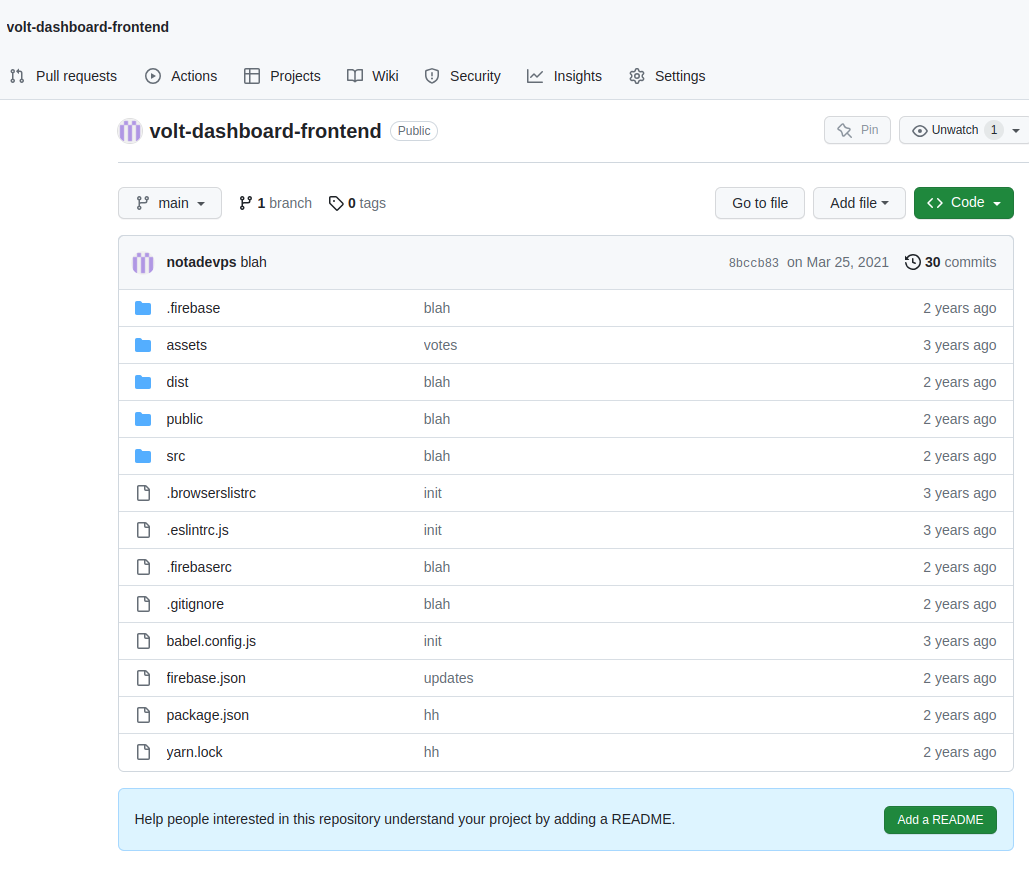 volt-dashboard-frontend
Pull requests Actions Projects Wiki Security Insights Settings
volt-dashboard-frontend Public Pin Unwatch 1
main 1 branch 0 tags Go to file Add file Code
notadevps blah 8bccb83 on Mar 25, 2021 30 commits
.firebase blah 2 years ago
assets votes 3 years ago
dist blah 2 years ago
public blah 2 years ago
src blah 2 years ago
.browserslistrc init 3 years ago
.eslintrc.js init 3 years ago
.firebaserc blah 2 years ago
.gitignore blah 2 years ago
babel.config.js init 3 years ago
firebase.json updates 2 years ago
package.json hh 2 years ago
yarn.lock hh 2 years ago
Help people interested in this repository understand your project by adding a README. Add a README